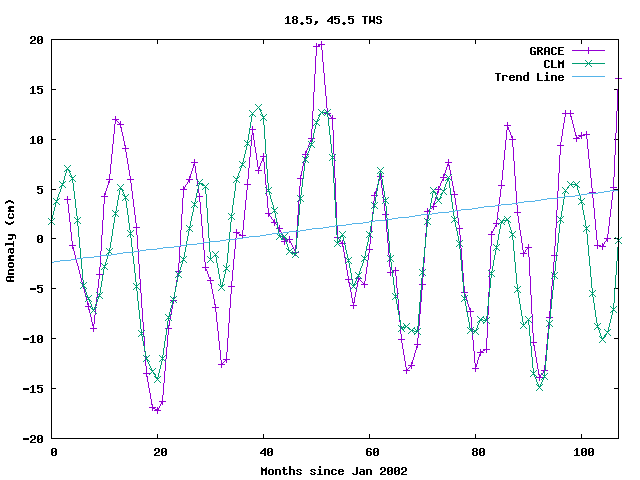 18.5, 45.5 TWS
GRACE
CLM
Trend Line
20
15
10
5
0
-5
-10
-15
-20
Anomaly (cm)
0 20 40 60 80 100
Months since Jan 2002